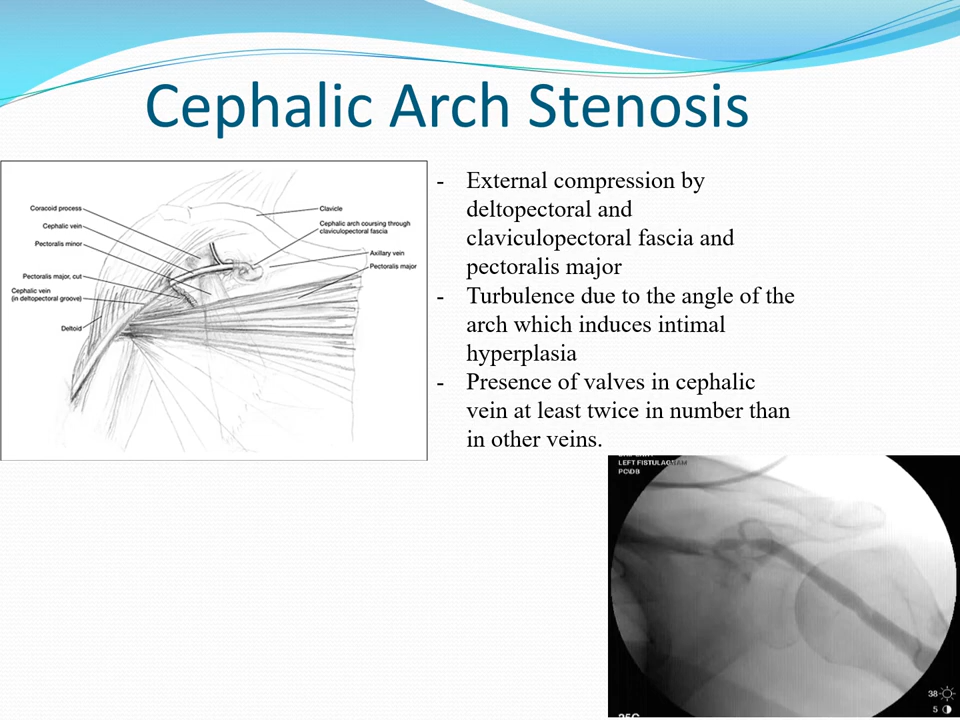 Cephalic Arch Stenosis
Coracoid process
Cephalic vein
Pectoralis minor
Pectoralis major, cut
Cephalic vein
(in deltopectoral groove)
Deltoid
Clavicle
Cephalic arch coursing through
claviculopectoral fascia
Axillary vein
Pectoralis major
- External compression by
deltopectoral and
claviculopectoral fascia and
pectoralis major
- Turbulence due to the angle of the
arch which induces intimal
hyperplasia
- Presence of valves in cephalic
vein at least twice in number than
in other veins.
LEFT FISTULAGRAM
PC\DB
38
5